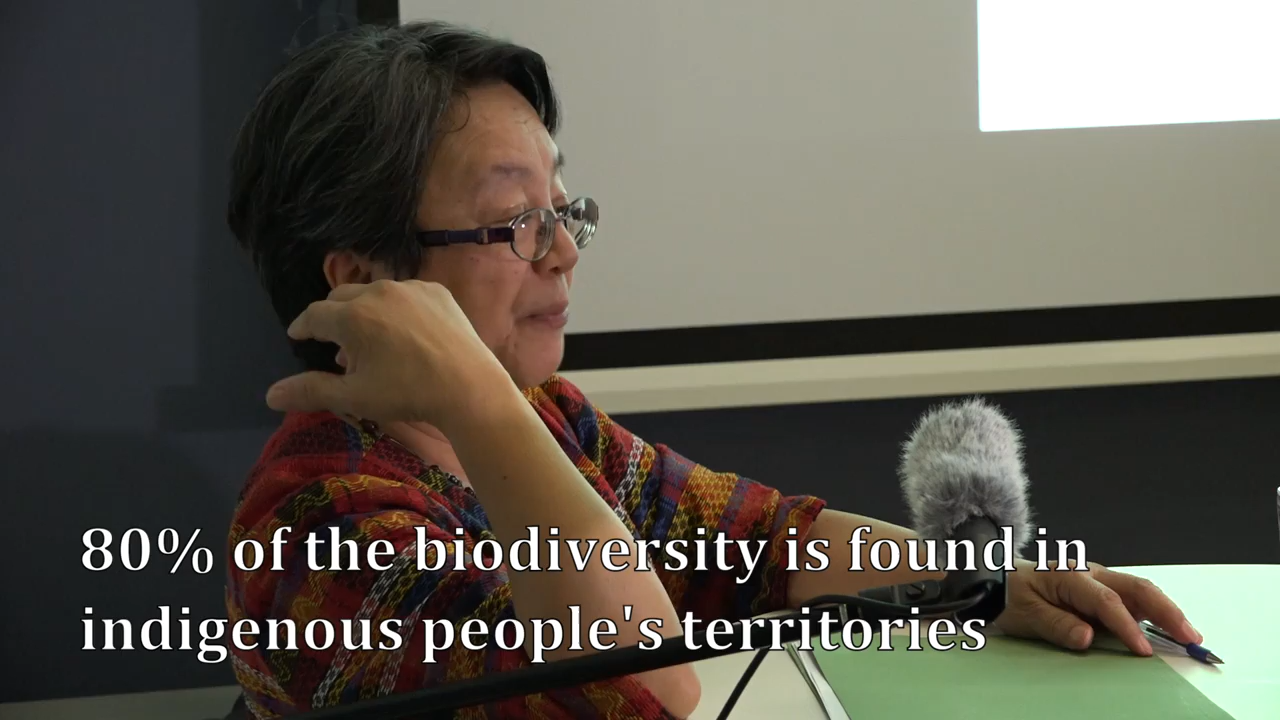 80% of the biodiversity is found in
indigenous people's territories